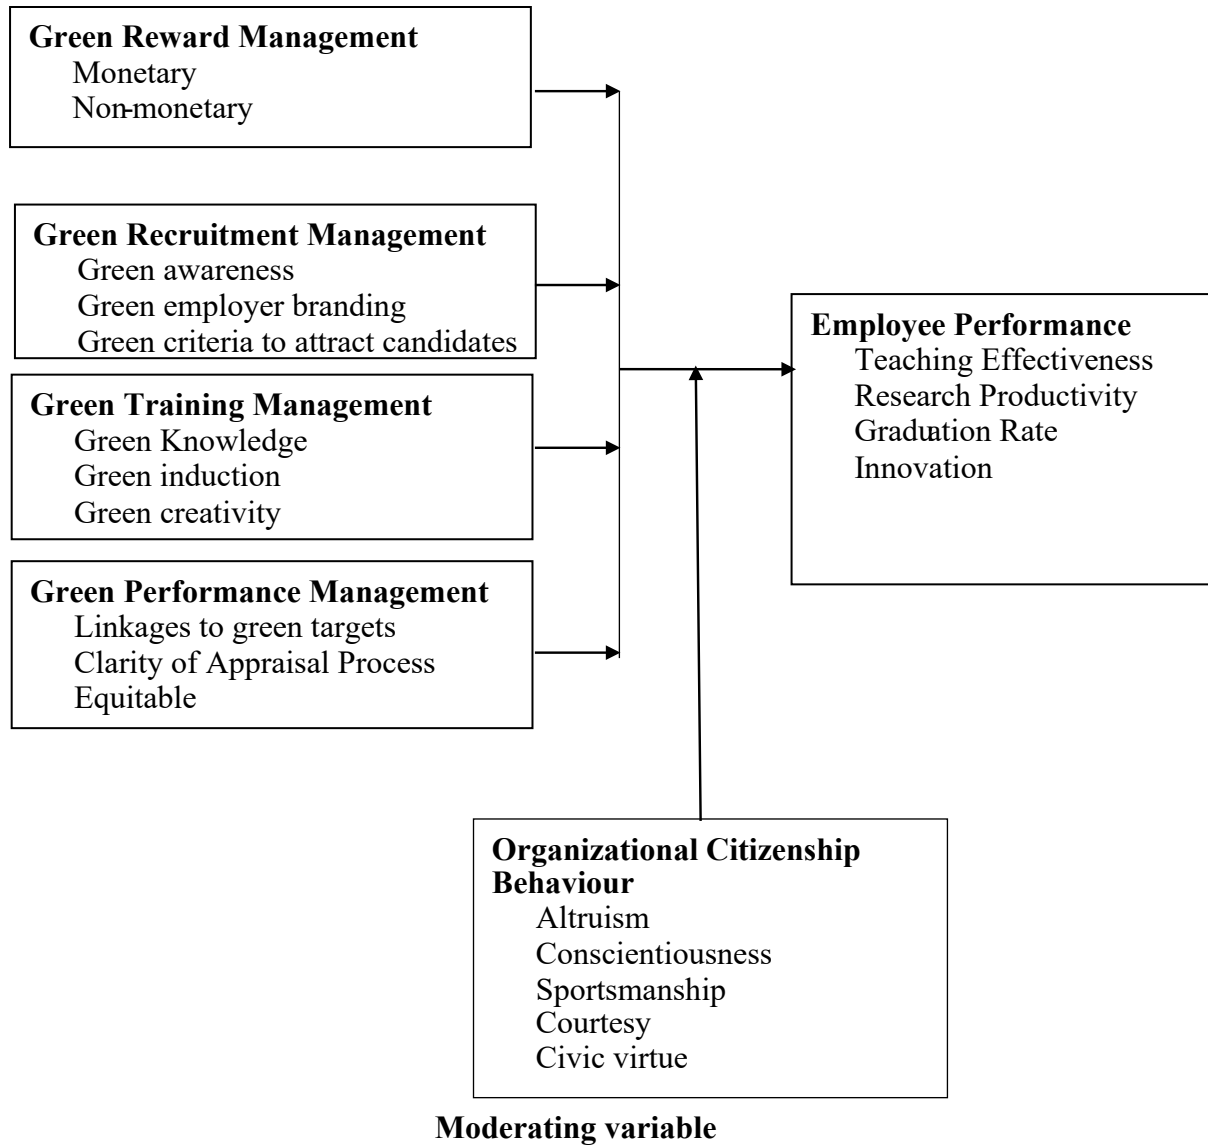 Green Reward Management
Monetary
Non-monetary
Green Recruitment Management
Green awareness
Green employer branding
Green criteria to attract candidates
Green Training Management
Green Knowledge
Green induction
Green creativity
Green Performance Management
Linkages to green targets
Clarity of Appraisal Process
Equitable
Employee Performance
Teaching Effectiveness
Research Productivity
Graduation Rate
Innovation
Organizational Citizenship
Behaviour
Altruism
Conscientiousness
Sportsmanship
Courtesy
Civic virtue
Moderating variable